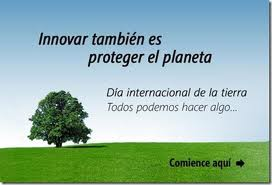 Innovar también es
proteger el planeta
Día internacional de la tierra
Todos podemos hacer algo...
Comience aquí